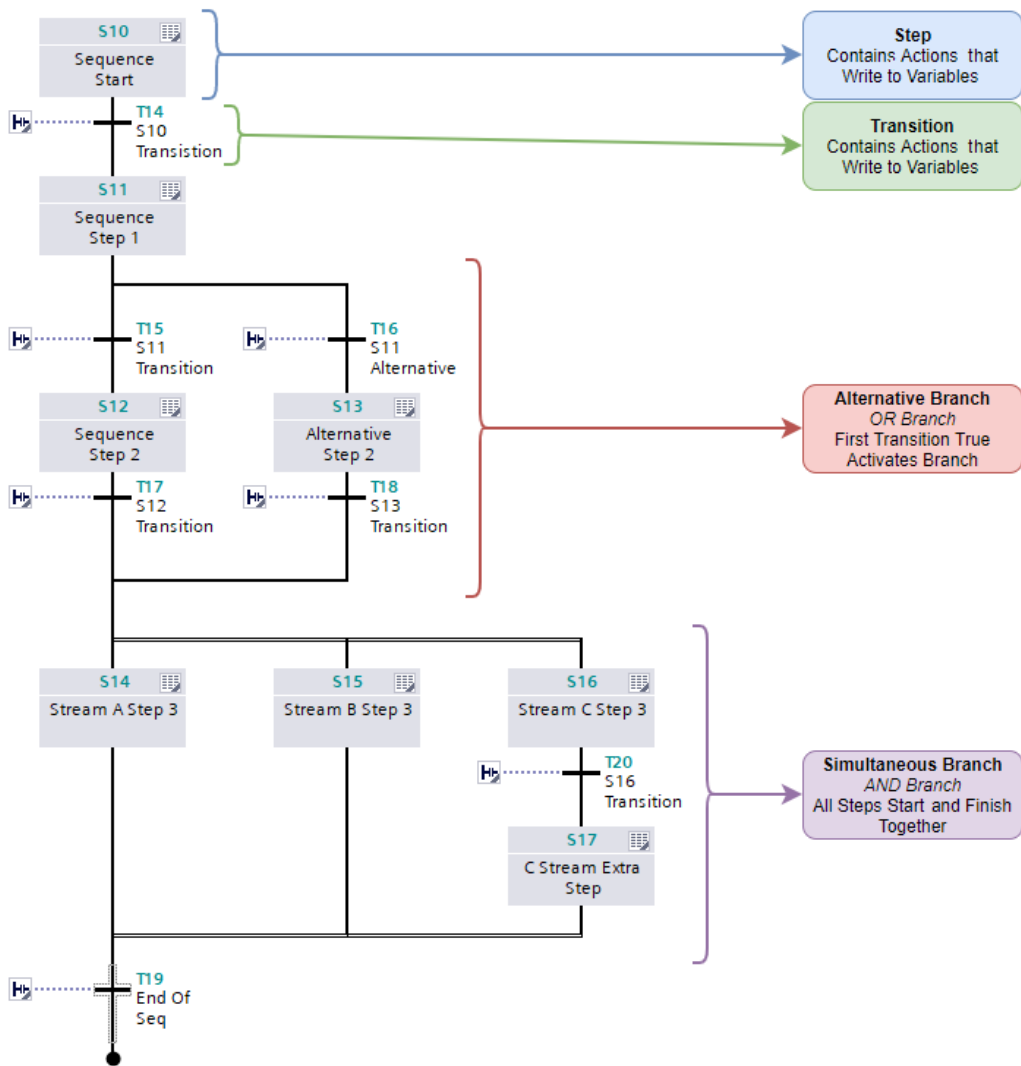 S10
Sequence
Start
Step
Contains Actions that
Write to Variables
T14
S10
Transistion
Transition
Contains Actions that
Write to Variables
S11
Sequence
Step 1
T15
S11
Transition
T16
S11
Alternative
S12
Sequence
Step 2
S13
Alternative
Step 2
Alternative Branch
OR Branch
First Transition True
Activates Branch
T17
S12
Transition
T18
S13
Transition
S14
Stream A Step 3
S15
Stream B Step 3
S16
Stream C Step 3
T20
S16
Transition
Simultaneous Branch
AND Branch
All Steps Start and Finish
Together
S17
C Stream Extra
Step
T19
End Of
Seq